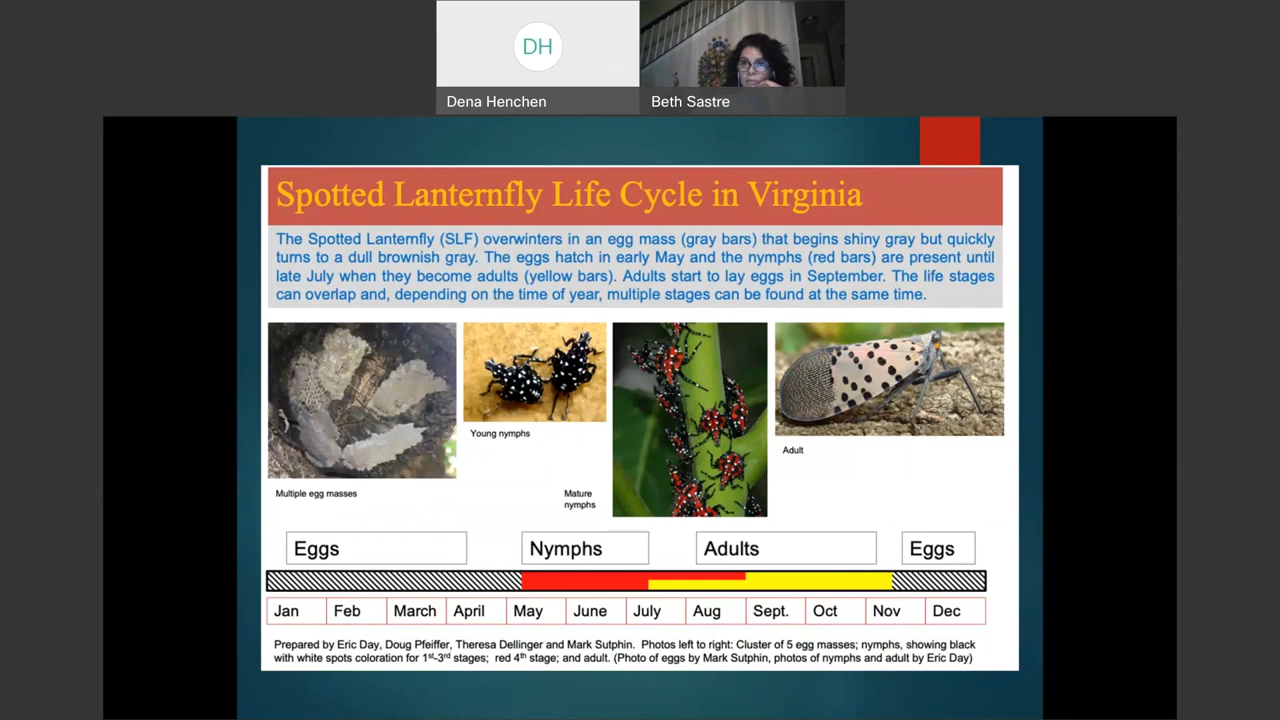 DH
Dena Henchen
Beth Sastre
Spotted Lanternfly Life Cycle in Virginia
The Spotted Lanternfly (SLF) overwinters in an egg mass (gray bars) that begins shiny gray but quickly
turns to a dull brownish gray. The eggs hatch in early May and the nymphs (red bars) are present until
late July when they become adults (yellow bars). Adults start to lay eggs in September. The life stages
can overlap and, depending on the time of year, multiple stages can be found at the same time.
Young nymphs
Adult
Multiple egg masses
Mature
nymphs
Eggs Nymphs Adults Eggs
Jan Feb March April May June July Aug Sept. Oct Nov Dec
Prepared by Eric Day, Doug Pfeiffer, Theresa Dellinger and Mark Sutphin. Photos left to right: Cluster of 5 egg masses; nymphs, showing black
with white spots coloration for 1st-3rd stages; red 4th stage; and adult. (Photo of eggs by Mark Sutphin, photos of nymphs and adult by Eric Day)